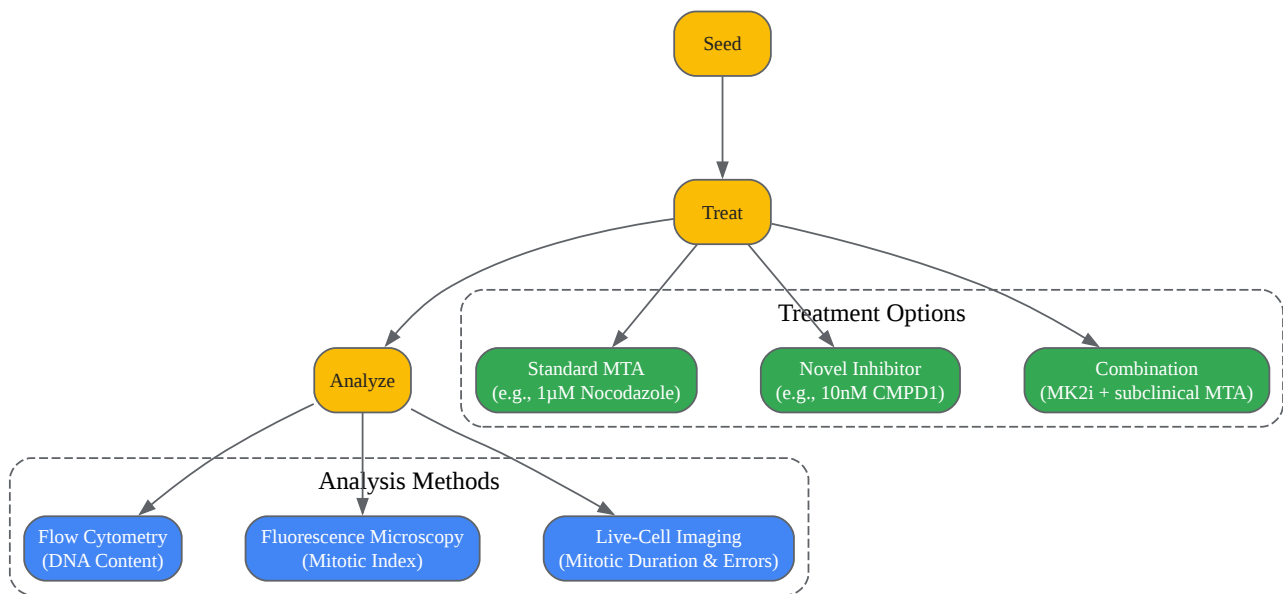 Seed
Treat
Treatment Options
Standard MTA
(e.g., 1µM Nocodazole)
Novel Inhibitor
(e.g., 10nM CMPD1)
Combination
(MK2i + subclinical MTA)
Analyze
Analysis Methods
Flow Cytometry
(DNA Content)
Fluorescence Microscopy
(Mitotic Index)
Live-Cell Imaging
(Mitotic Duration & Errors)